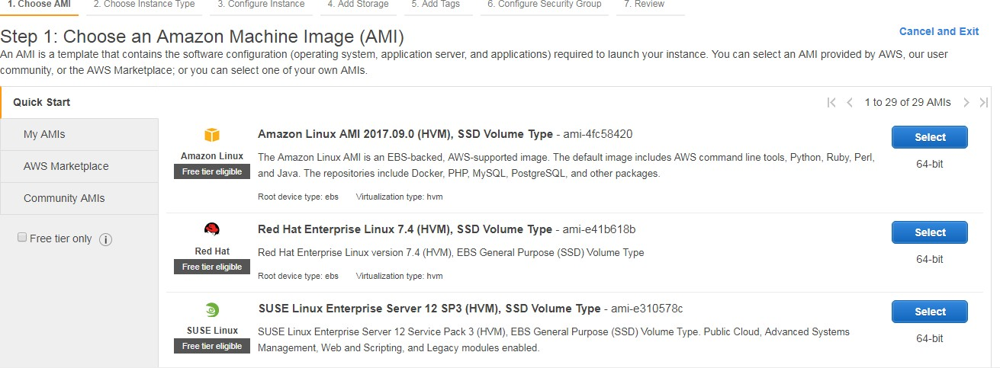 1. Choose AMI 2. Choose Instance Type 3. Configure Instance 4. Add Storage 5. Add Tags 6. Configure Security Group 7. Review
Step 1: Choose an Amazon Machine Image (AMI)
Cancel and Exit
An AMI is a template that contains the software configuration (operating system, application server, and applications) required to launch your instance. You can select an AMI provided by AWS, our user
community, or the AWS Marketplace; or you can select one of your own AMIs.
Quick Start
1 to 29 of 29 AMIs
My AMIs
AWS Marketplace
Community AMIs
Free tier only
Amazon Linux
Free tier eligible
Amazon Linux AMI 2017.09.0 (HVM), SSD Volume Type - ami-4fc58420
The Amazon Linux AMI is an EBS-backed, AWS-supported image. The default image includes AWS command line tools, Python, Ruby, Perl,
and Java. The repositories include Docker, PHP, MySQL, PostgreSQL, and other packages.
Root device type: ebs Virtualization type: hvm
Select
64-bit
Red Hat
Free tier eligible
Red Hat Enterprise Linux 7.4 (HVM), SSD Volume Type - ami-e41b618b
Red Hat Enterprise Linux version 7.4 (HVM), EBS General Purpose (SSD) Volume Type
Root device type: ebs Virtualization type: hvm
Select
64-bit
SUSE Linux
Free tier eligible
SUSE Linux Enterprise Server 12 SP3 (HVM), SSD Volume Type - ami-e310578c
SUSE Linux Enterprise Server 12 Service Pack 3 (HVM), EBS General Purpose (SSD) Volume Type. Public Cloud, Advanced Systems
Management, Web and Scripting, and Legacy modules enabled.
Select
64-bit